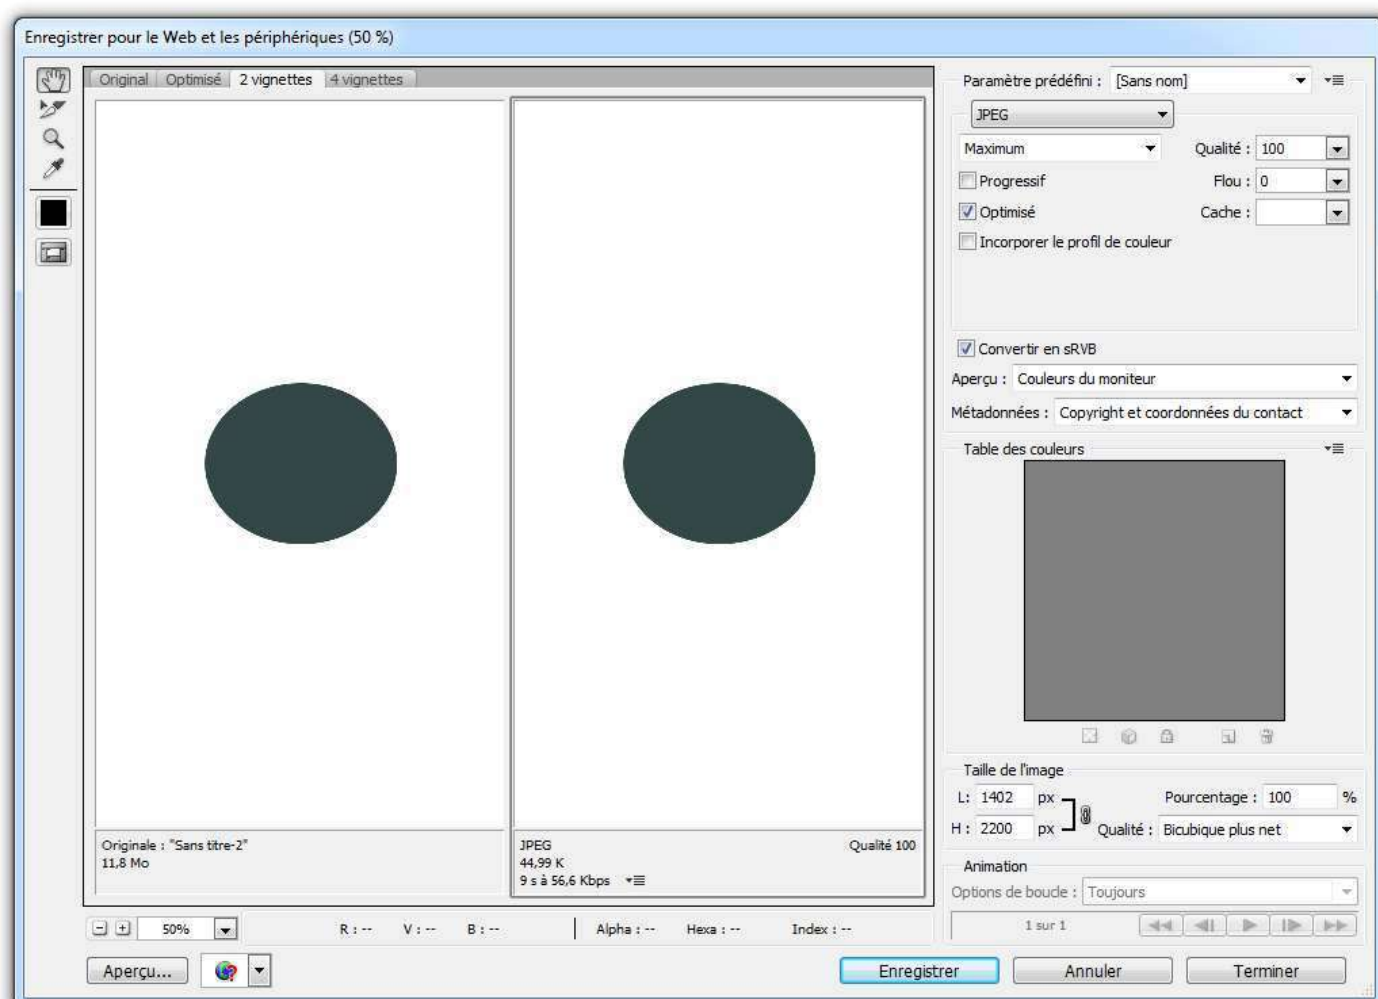 Enregistrer pour le Web et les périphériques (50 %)
Original Optimisé 2 vignettes 4 vignettes
Originale : "Sans titre-2"
11,8 Mo
JPEG Qualité 100
44,99 K
9 s à 56,6 Kbps
50% R : -- V : -- B : -- Alpha : -- Hexa : -- Index : --
Aperçu...
Paramètre prédéfini : [Sans nom]
JPEG
Maximum Qualité : 100
Progressif Flou : 0
Optimisé Cache :
Incorporer le profil de couleur
Convertir en sRVB
Aperçu : Couleurs du moniteur
Métadonnées : Copyright et coordonnées du contact
Table des couleurs
Taille de l'image
L: 1402 px Pourcentage : 100 %
H : 2200 px Qualité : Bicubique plus net
Animation
Options de boucle : Toujours
1 sur 1
Enregistrer Annuler Terminer